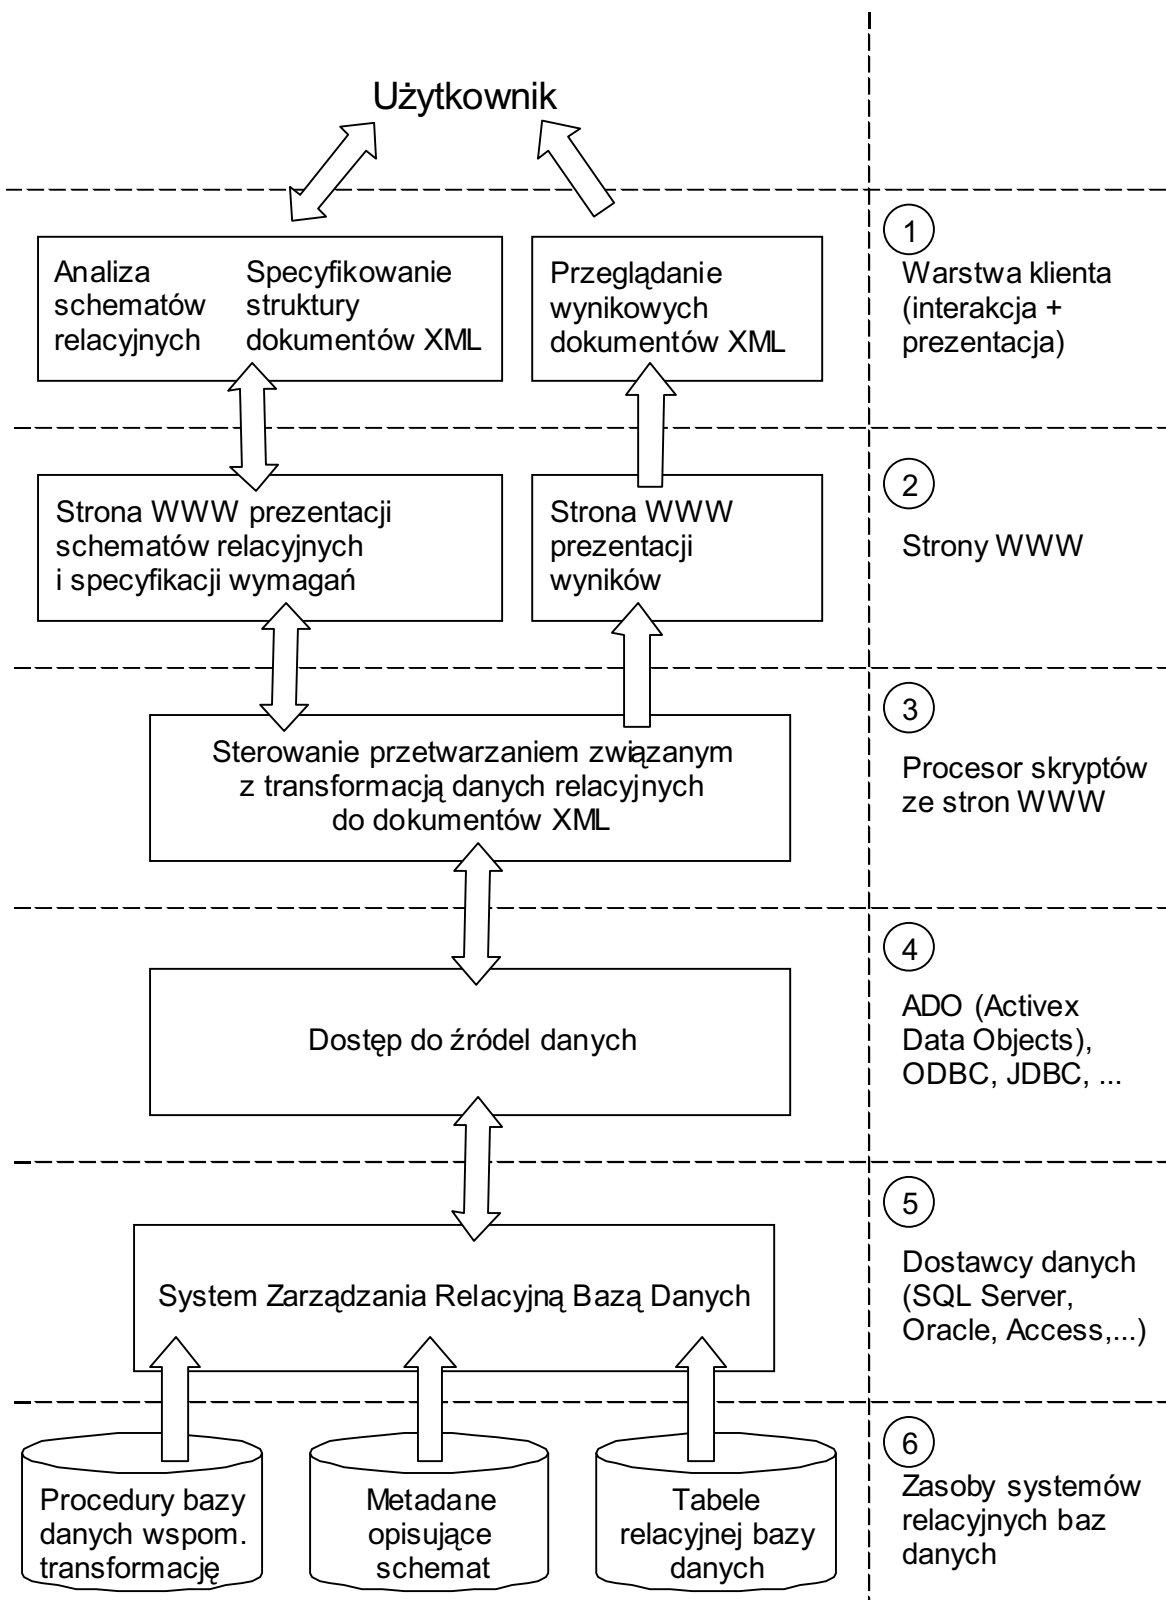 Użytkownik
1
Analiza
schematów
relacyjnych
Specyfikowanie
struktury
dokumentów XML
Przeglądanie
wynikowych
dokumentów XML
Warstwa klienta
(interakcja +
prezentacja)
2
Strona WWW prezentacji
schematów relacyjnych
i specyfikacji wymagań
Strona WWW
prezentacji
wyników
Strony WWW
3
Sterowanie przetwarzaniem związanym
z transformacją danych relacyjnych
do dokumentów XML
Procesor skryptów
ze stron WWW
4
Dostęp do źródel danych
ADO (Activex
Data Objects),
ODBC, JDBC, ...
5
System Zarządzania Relacyjną Bazą Danych
Dostawcy danych
(SQL Server,
Oracle, Access,...)
6
Procedury bazy
danych wspom.
transformację
Metadane
opisujące
schemat
Tabele
relacyjnej bazy
danych
Zasoby systemów
relacyjnych baz
danych